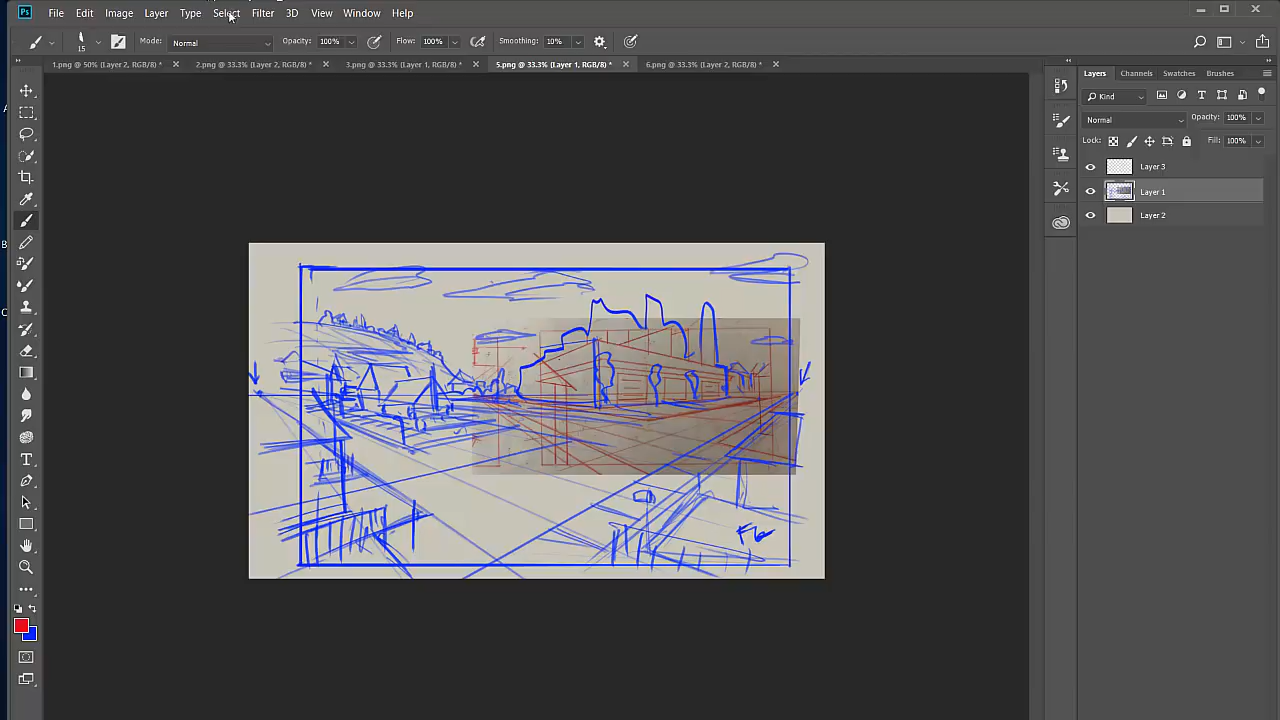 Ps File Edit Image Layer Type Select Filter 3D View Window Help
15 Mode: Normal Opacity: 100% Flow: 100% Smoothing: 10%
1.png @ 50% (Layer 2, RGB/8) * 2.png @ 33.3% (Layer 2, RGB/8) * 3.png @ 33.3% (Layer 1, RGB/8) * 5.png @ 33.3% (Layer 1, RGB/8) * 6.png @ 33.3% (Layer 2, RGB/8) *
Layers Channels Swatches Brushes
Kind
Normal Opacity: 100%
Lock: Fill: 100%
Layer 3
Layer 1
Layer 2